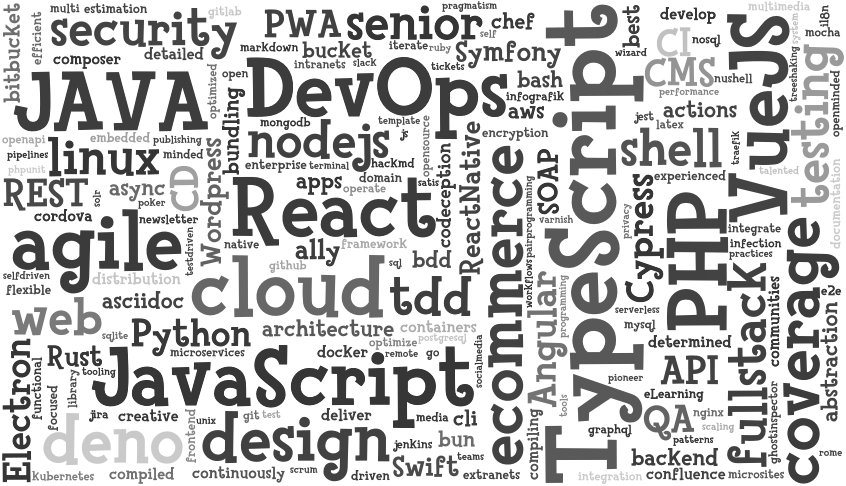 multi estimation
gitlab
pragmatism
multimedia
bitbucket
efficient
security
PWA
senior
chef
self
develop
best
wizard
i18n
mocha
system
treeshaking
composer
detailed
markdown
bucket
iterate
ruby
intranets
slack
tickets
Symfony
CI
nosql
CMS
nushell
performance
JAVA
optimized
open
DevOps
bash
infografik
aws
TypeScript
VueJS
testing
openminded
openapi
embedded
publishing
bundling
mongodb
template
js
nodejs
opensource
encryption
jest
latex
actions
pipelines
linux
minded
enterprise
terminal
hackmd
shell
traefik
phpunit
talented
documentation
REST
solr
async
poker
CD
Wordpress
apps
domain
operate
satis
codeception
ReactNative
ecommerce
SOAP
pairprogramming
experienced
cordova
newsletter
React
varnish
privacy
Cypress
PHP
integrate
infection
practices
agile
testdriven
native
a11y
framework
sql
bdd
workflows
selfdriven
flexible
distribution
github
cloud
tdd
Angular
programming
serverless
mysql
fullstack
communities
coverage
e2e
abstraction
asciidoc
web
sqlite
Python
architecture
containers
postgresql
optimize
determined
Rust
microservices
docker
remote
go
socialmedia
API
Electron
functional
focused
library
tooling
JavaScript
pioneer
eLearning
tools
QA
nginx
scaling
ghostinspector
jira
creative
frontend
unix
git
test
deliver
media
cli
compiling
graphql
patterns
deno
design
jenkins
bun
teams
backend
rome
kubernetes
compiled
continuously
scrum
driven
Swift
extranets
integration
confluence
microsites